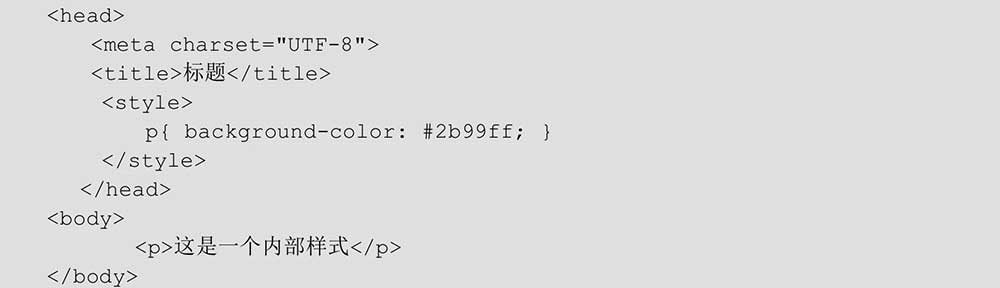 <head>
<meta charset="UTF-8">
<title>标题</title>
<style>
p{ background-color: #2b99ff; }
</style>
</head>
<body>
<p>这是一个内部样式</p>
</body>